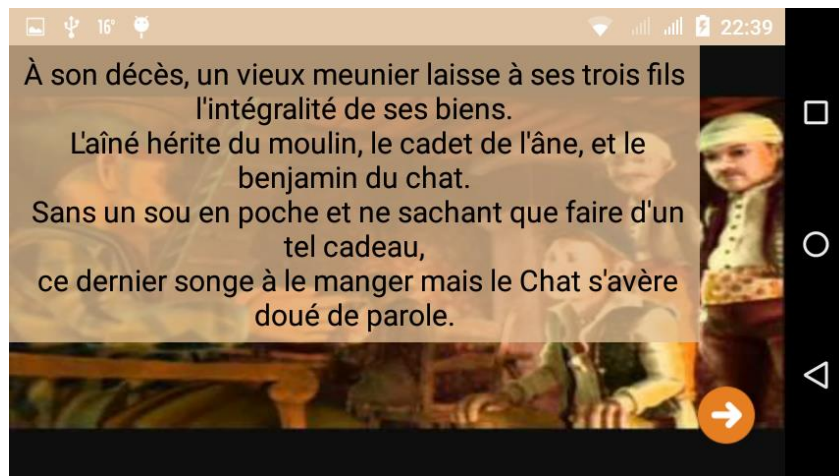 16° 22:39
À son décès, un vieux meunier laisse à ses trois fils
l'intégralité de ses biens.
L'aîné hérite du moulin, le cadet de l'âne, et le
benjamin du chat.
Sans un sou en poche et ne sachant que faire d'un
tel cadeau,
ce dernier songe à le manger mais le Chat s'avère
doué de parole.